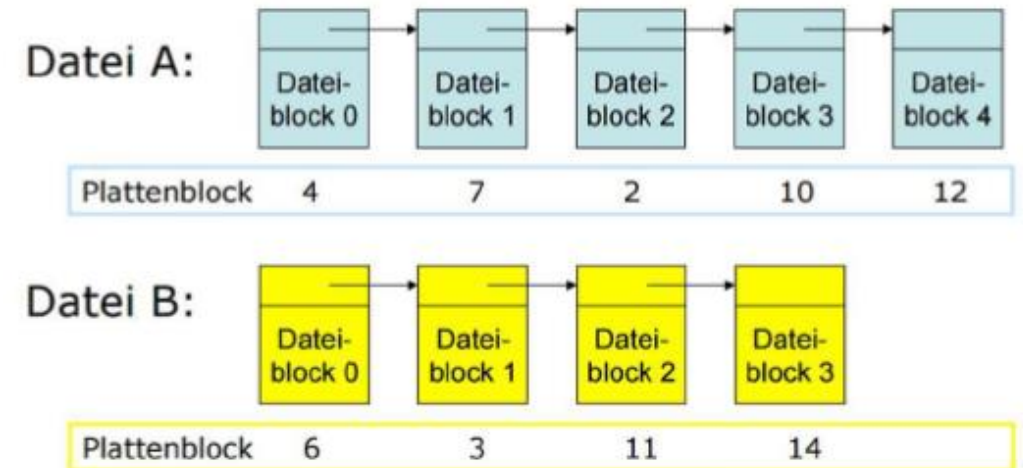 Datei A:
Datei-
block 0
Datei-
block 1
Datei-
block 2
Datei-
block 3
Datei-
block 4
Plattenblock 4 7 2 10 12
Datei B:
Datei-
block 0
Datei-
block 1
Datei-
block 2
Datei-
block 3
Plattenblock 6 3 11 14